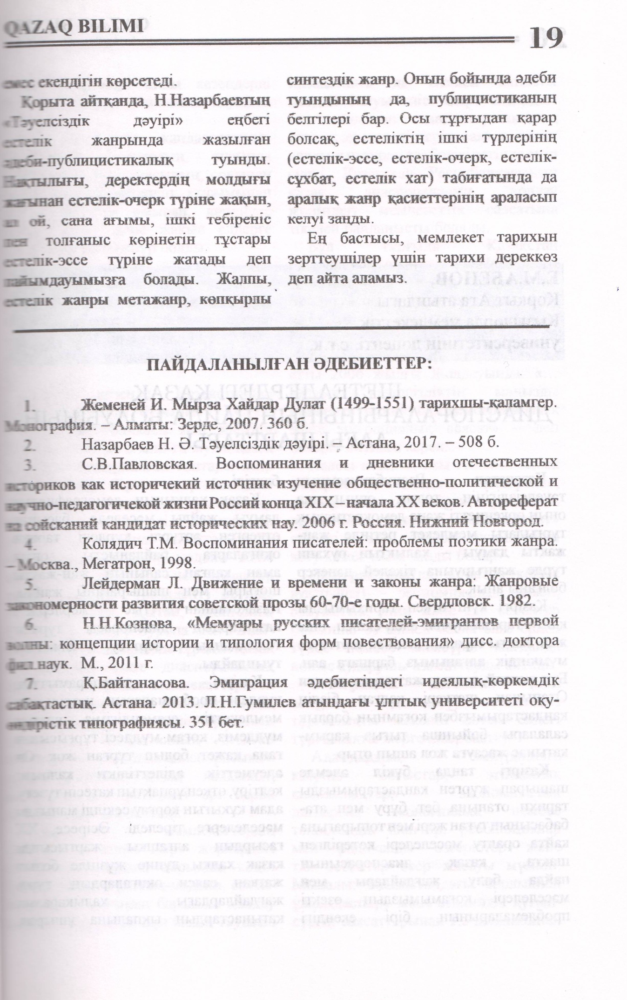 QAZAQ BILIMI
19
емес екендігін көрсетеді.
Қорыта айтқанда, Н.Назарбаевтың
«Тәуелсіздік дәуірі» еңбегі
естелік жанрында жазылған
әдеби-публицистикалық туынды.
Нақтылығы, деректердің молдығы
жағынан естелік-очерк түріне жақын,
ал ой, сана ағымы, ішкі тебіреніс
пен толғаныс көрінетін тұстары
естелік-эссе түріне жатады деп
пайымдауымызға болады. Жалпы,
естелік жанры метажанр, көпқырлы
синтездік жанр. Оның бойында әдеби
туындының да, публицистиканың
белгілері бар. Осы тұрғыдан қарар
болсақ, естеліктің ішкі түрлерінің
(естелік-эссе, естелік-очерк, естелік-
сұхбат, естелік хат) табиғатында да
аралық жанр қасиеттерінің араласып
келуі заңды.
Ең бастысы, мемлекет тарихын
зерттеушілер үшін тарихи дереккөз
деп айта аламыз.
ПАЙДАЛАНЫЛҒАН ӘДЕБИЕТТЕР:
1. Жеменей И. Мырза Хайдар Дулат (1499-1551) тарихшы-қаламгер.
Монография. – Алматы: Зерде, 2007. 360 б.
2. Назарбаев Н. Ә. Тәуелсіздік дәуірі. – Астана, 2017. – 508 б.
3. С.В.Павловская. Воспоминания и дневники отечественных
историков как историчекий источник изучение общественно-политической и
научно-педагогичекой жизни Россий конца XIX – начала XX веков. Автореферат
на сойсканий кандидат исторических нау. 2006 г. Россия. Нижний Новгород.
4. Колядич Т.М. Воспоминания писателей: проблемы поэтики жанра.
– Москва., Мегатрон, 1998.
5. Лейдерман Л. Движение и времени и законы жанра: Жанровые
закономерности развития советской прозы 60-70-е годы. Свердловск. 1982.
6. Н.Н.Кознова, «Мемуары русских писателей-эмигрантов первой
волны: концепции истории и типология форм повествования» дисс. доктора
фил.наук. М., 2011 г.
7. Қ.Байтанасова. Эмиграция әдебиетіндегі идеялық-көркемдік
сабақтастық. Астана. 2013. Л.Н.Гумилев атындағы ұлттық университеті оқу-
өндірістік типографиясы. 351 бет.